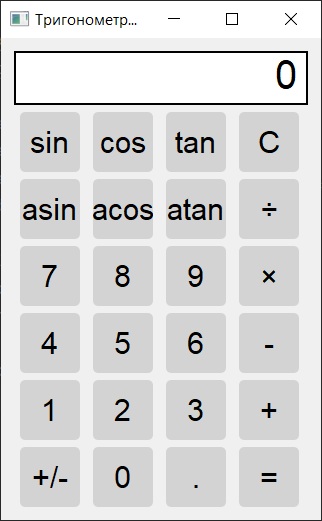 Тригонометр...
0
sin cos tan C
asin acos atan ÷
7 8 9 ×
4 5 6 -
1 2 3 +
+/- 0 . =